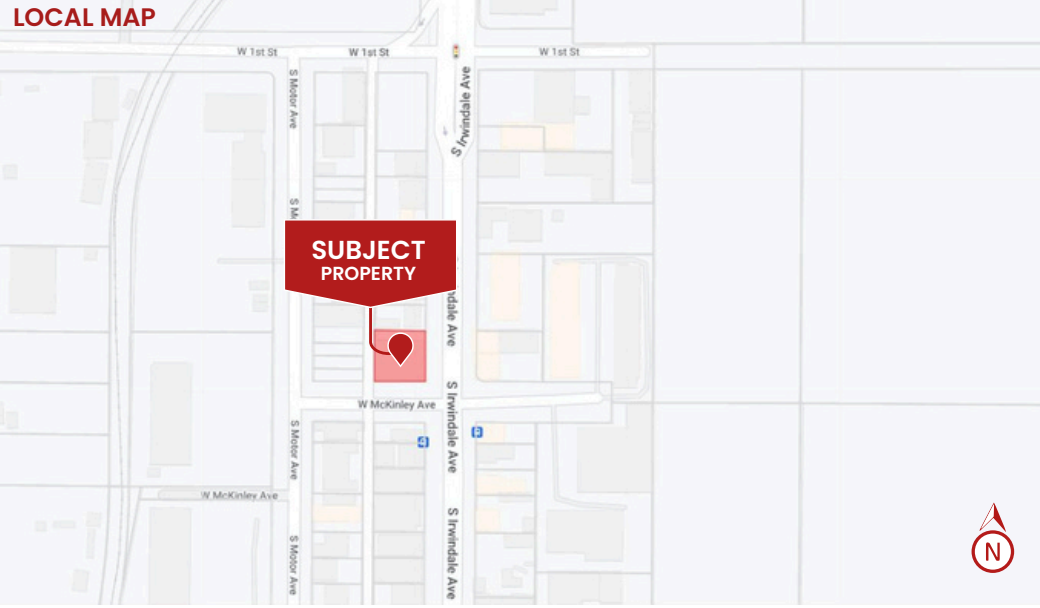 LOCAL MAP
W 1st St
W 1st St
W 1st St
S Motor Ave
S Irwindale Ave
S M
SUBJECT
PROPERTY
ndale Ave
W McKinley Ave
S Irwindale Ave
S Motor Ave
W McKinley Ave
S Irwindale Ave
S Motor Ave
N